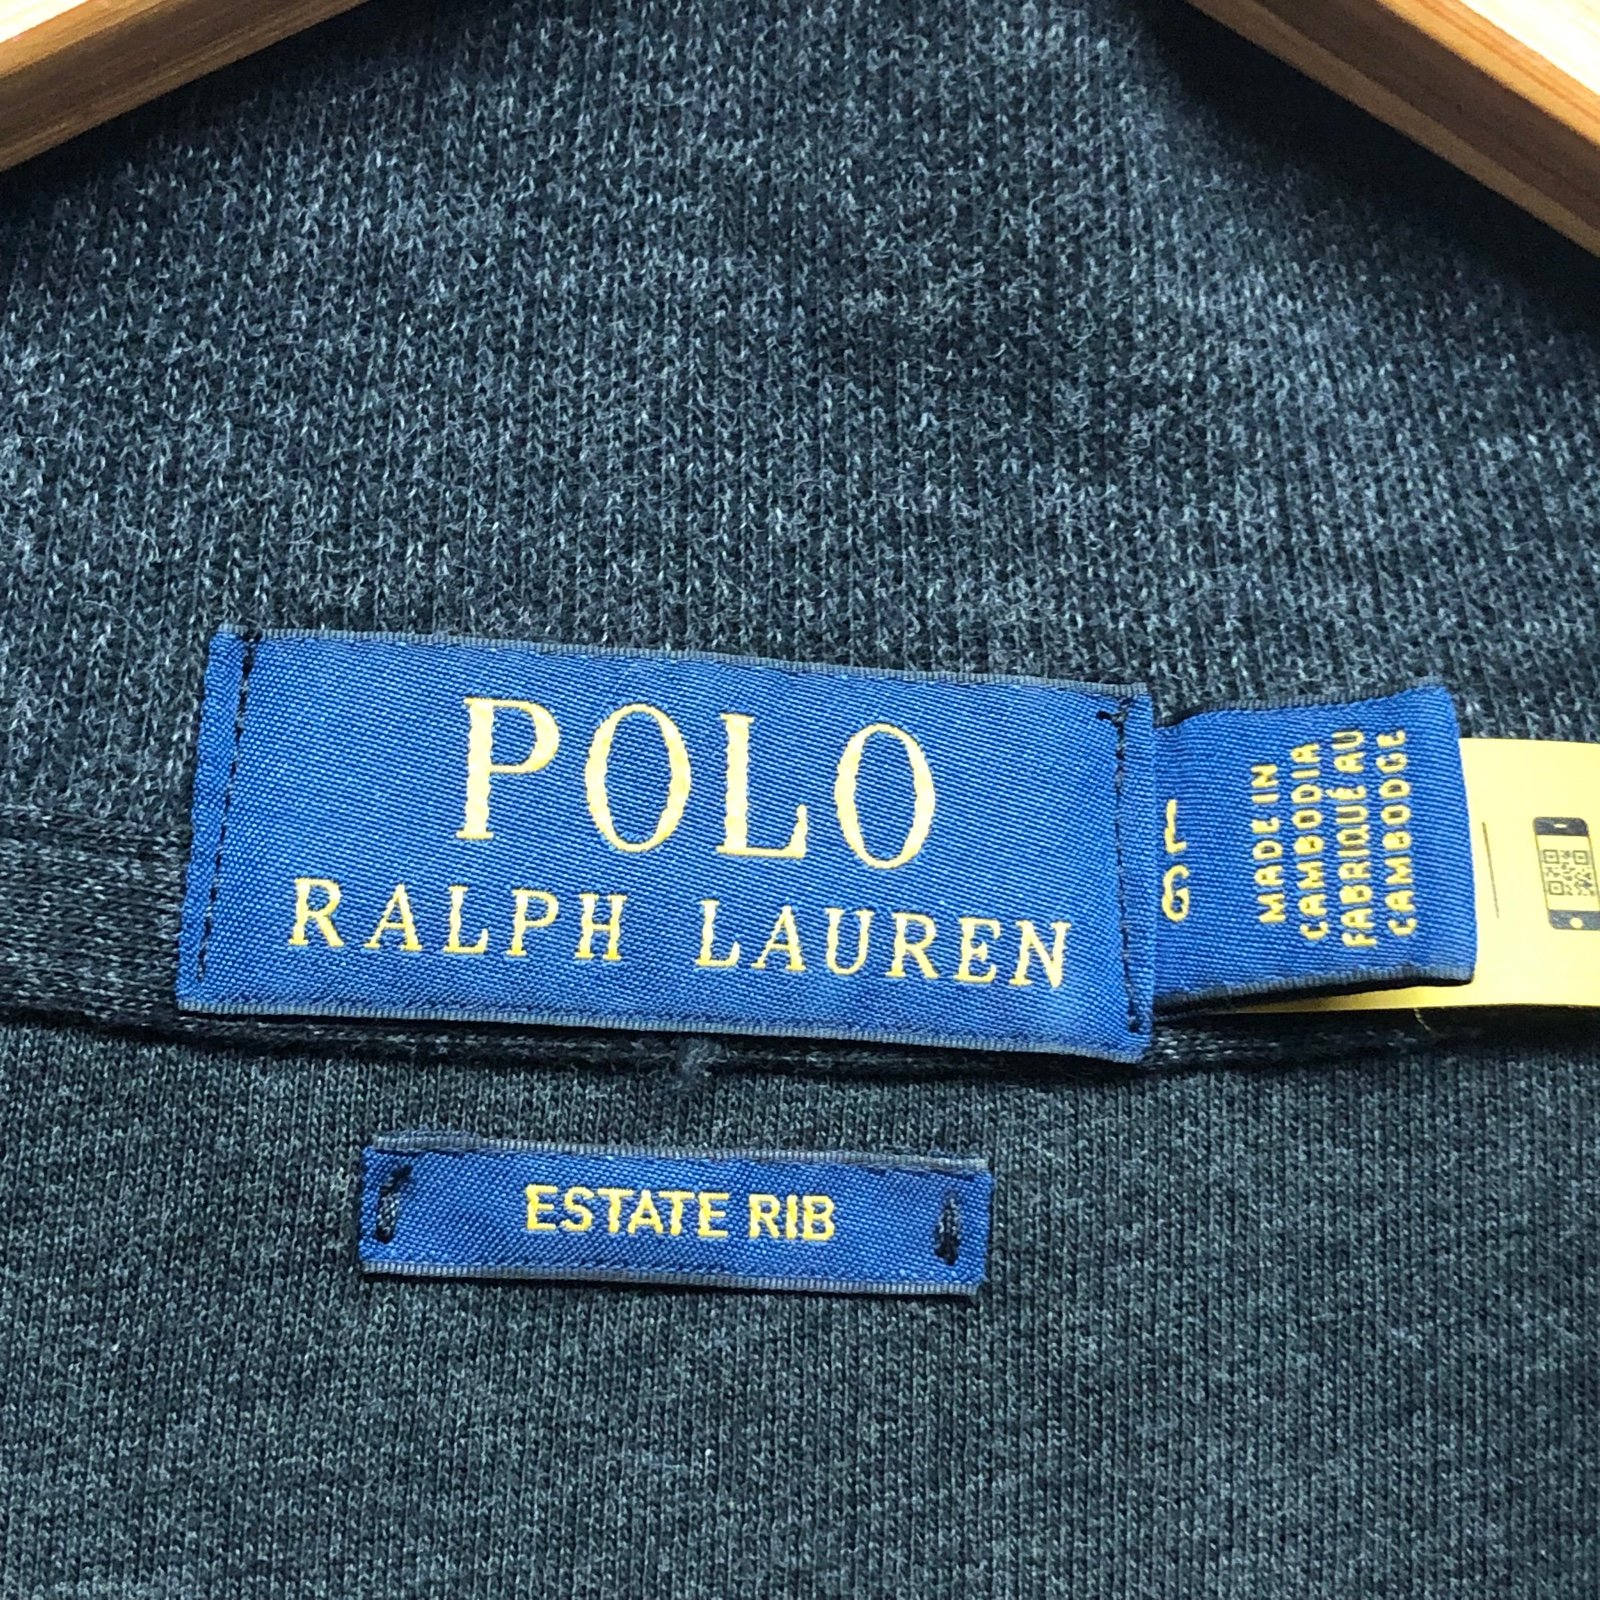 POLO
RALPH LAUREN
L
G
MADE IN
CAMBODIA
FABRIQUÉ AU
CAMBODGE
ESTATE RIB